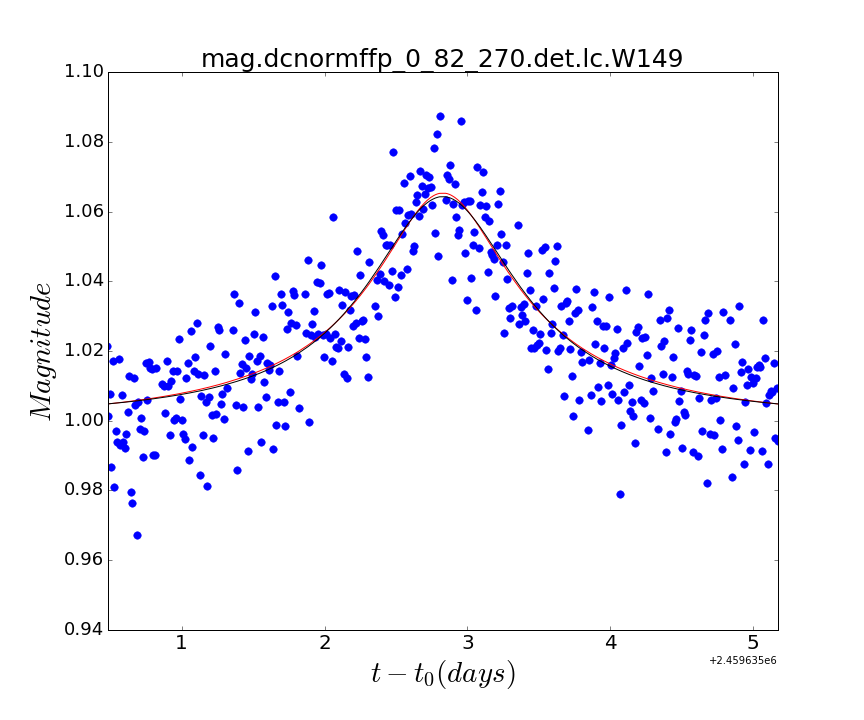 mag.dcnormffp_0_82_270.det.lc.W149
1.10
1.08
1.06
1.04
1.02
1.00
0.98
0.96
0.94
Magnitude
1 2 3 4 5
+2.459635e6
t − t₀(days)